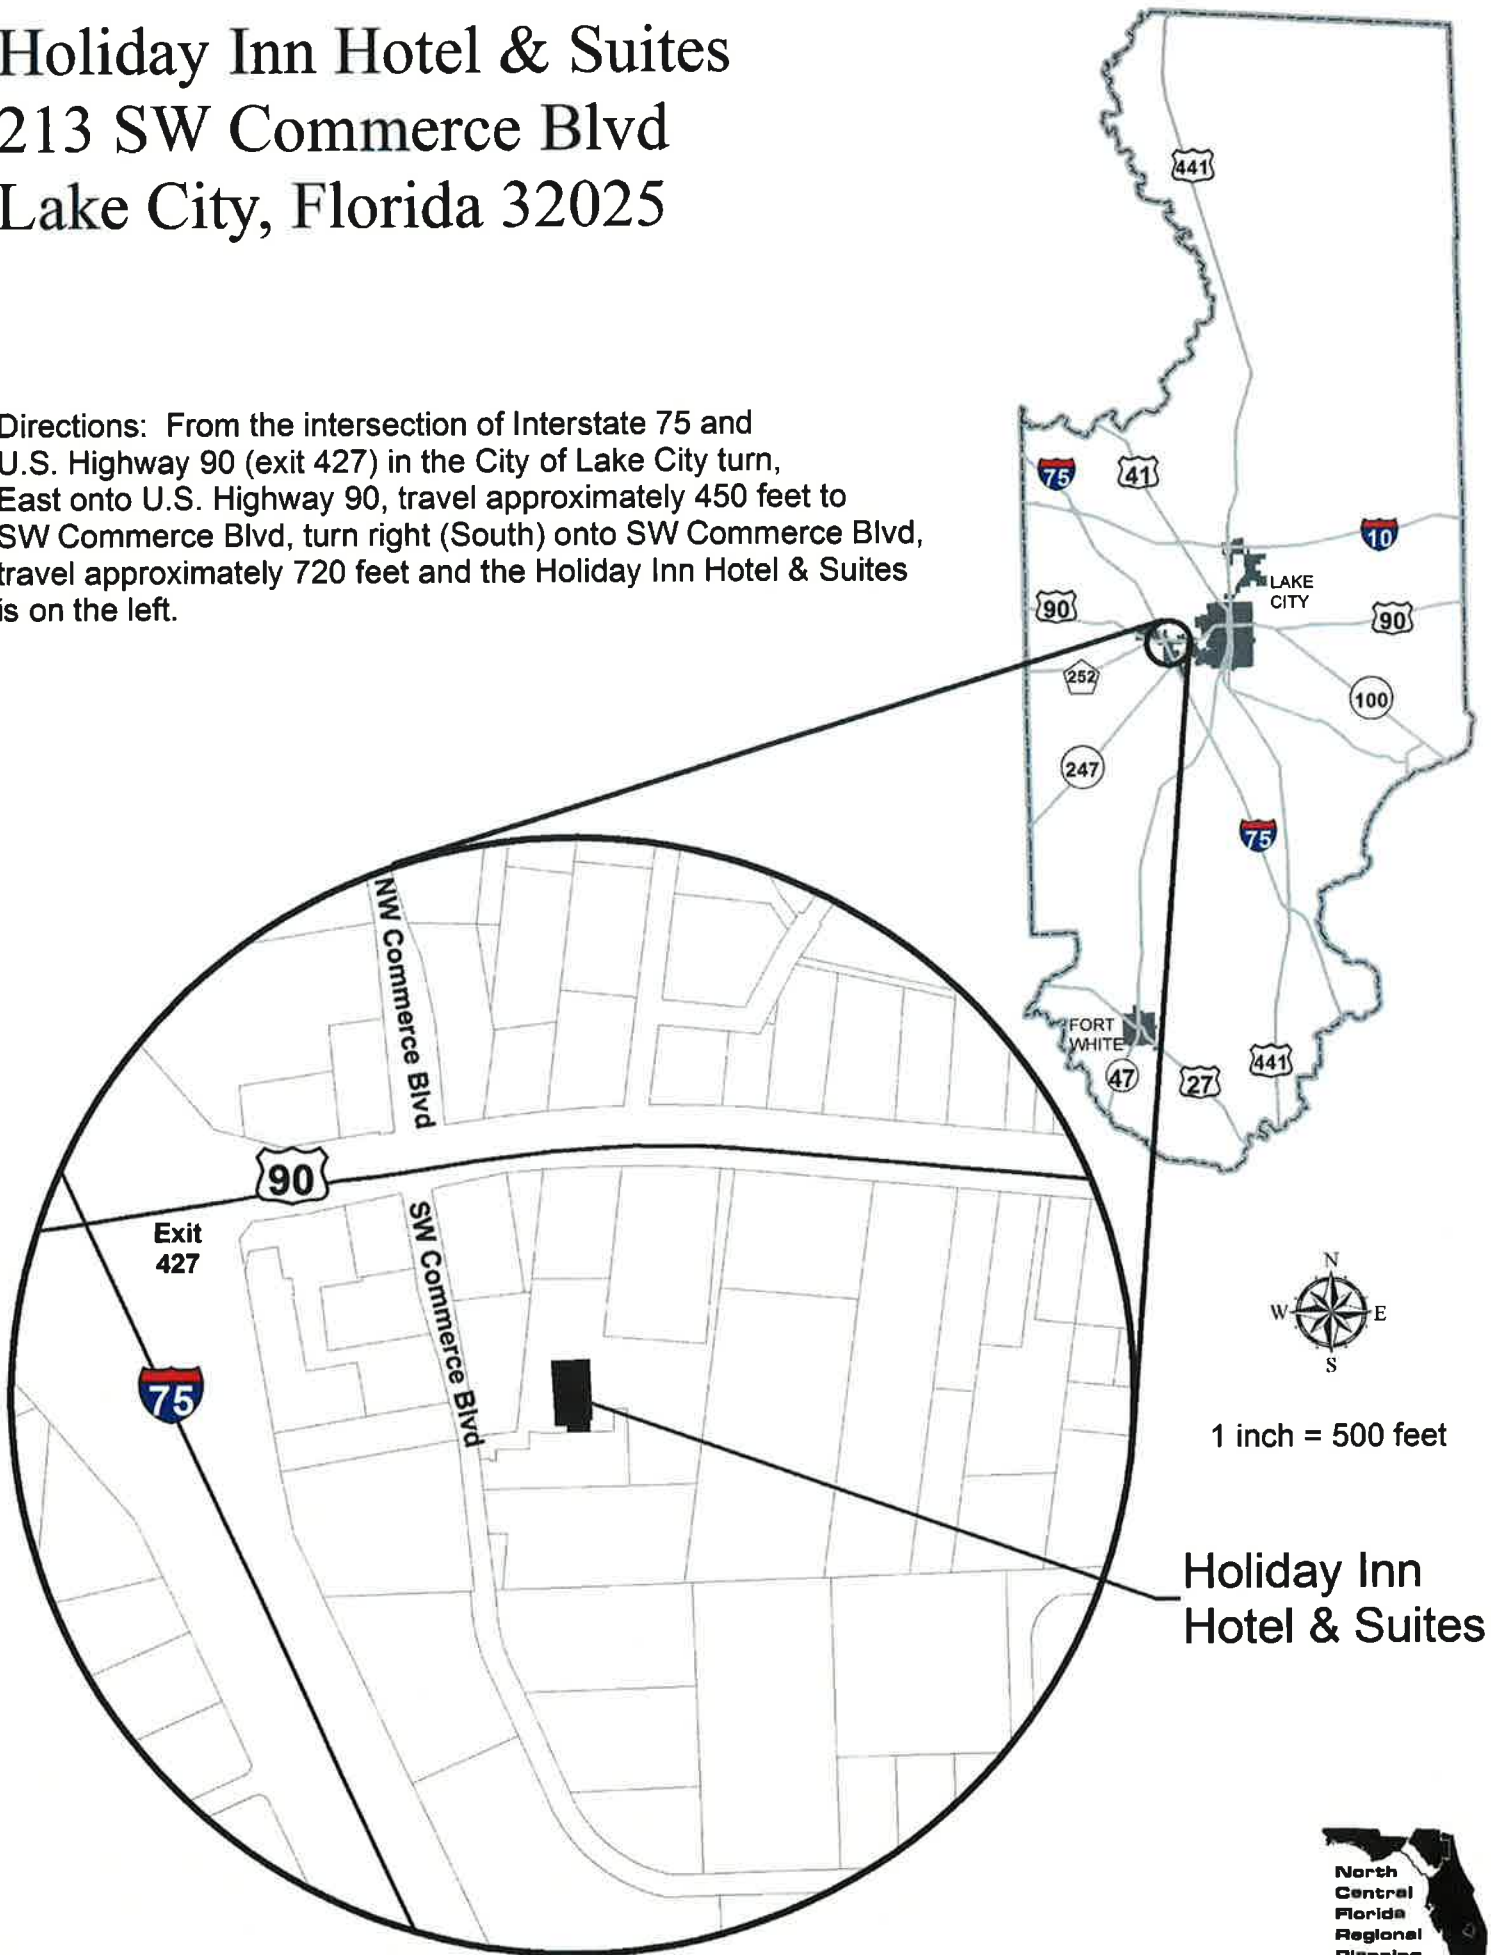 Holiday Inn Hotel & Suites
213 SW Commerce Blvd
Lake City, Florida 32025
Directions: From the intersection of Interstate 75 and
U.S. Highway 90 (exit 427) in the City of Lake City turn,
East onto U.S. Highway 90, travel approximately 450 feet to
SW Commerce Blvd, turn right (South) onto SW Commerce Blvd,
travel approximately 720 feet and the Holiday Inn Hotel & Suites
is on the left.
441
75
41
10
LAKE
CITY
90
90
252
100
247
75
FORT
WHITE
47
27
441
NW Commerce Blvd
90
Exit
427
SW Commerce Blvd
75
N
W
E
S
1 inch = 500 feet
Holiday Inn
Hotel & Suites
North
Central
Florida
Regional
Planning